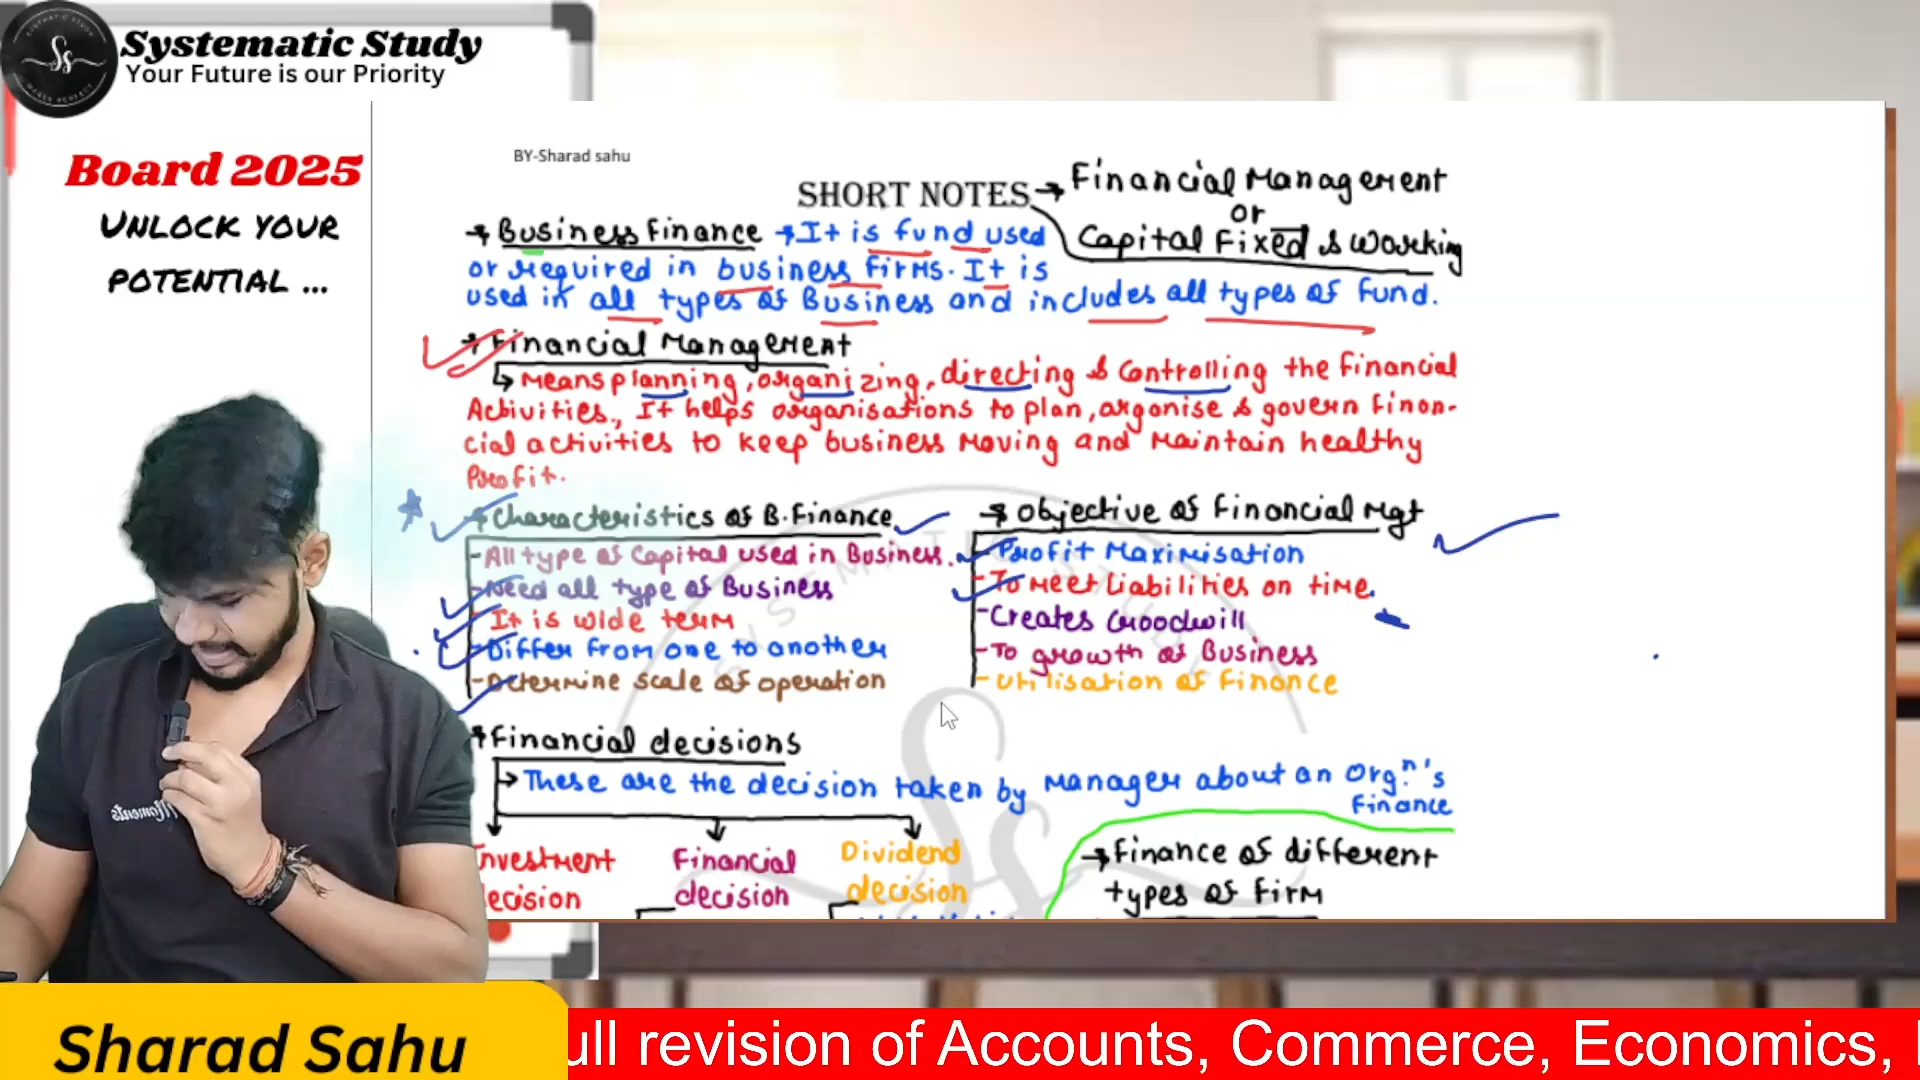 Systematic Study
Your Future is our Priority
Board 2025
UNLOCK YOUR
POTENTIAL ...
BY-Sharad sahu
SHORT NOTES → Financial Management
or
Capital Fixed & Working
→ Business Finance → It is fund used
or required in business firms. It is
used in all types of Business and includes all types of fund.
→ Financial Management
↳ Means planning, organizing, directing & controlling the financial
Activities., It helps organisations to plan, organise & govern finan-
cial activities to keep business moving and maintain healthy
Profit.
→ Characteristics of B.Finance
- All type of Capital used in Business.
- Need all type of Business
- It is wide term
- Differ from one to another
- Determine scale of operation
→ Objective of Financial Mgt
- Profit Maximisation
- To meet Liabilities on time.
- Creates Goodwill
- To growth of Business
- Utilisation of Finance
→ Financial decisions
→ These are the decision taken by Manager about an Orgⁿ's
Finance
Investment
decision
Financial
decision
Dividend
decision
→ Finance of different
types of firm
SYSTEMATIC STUDY
Ss
Moments
Sharad Sahu
ull revision of Accounts, Commerce, Economics,